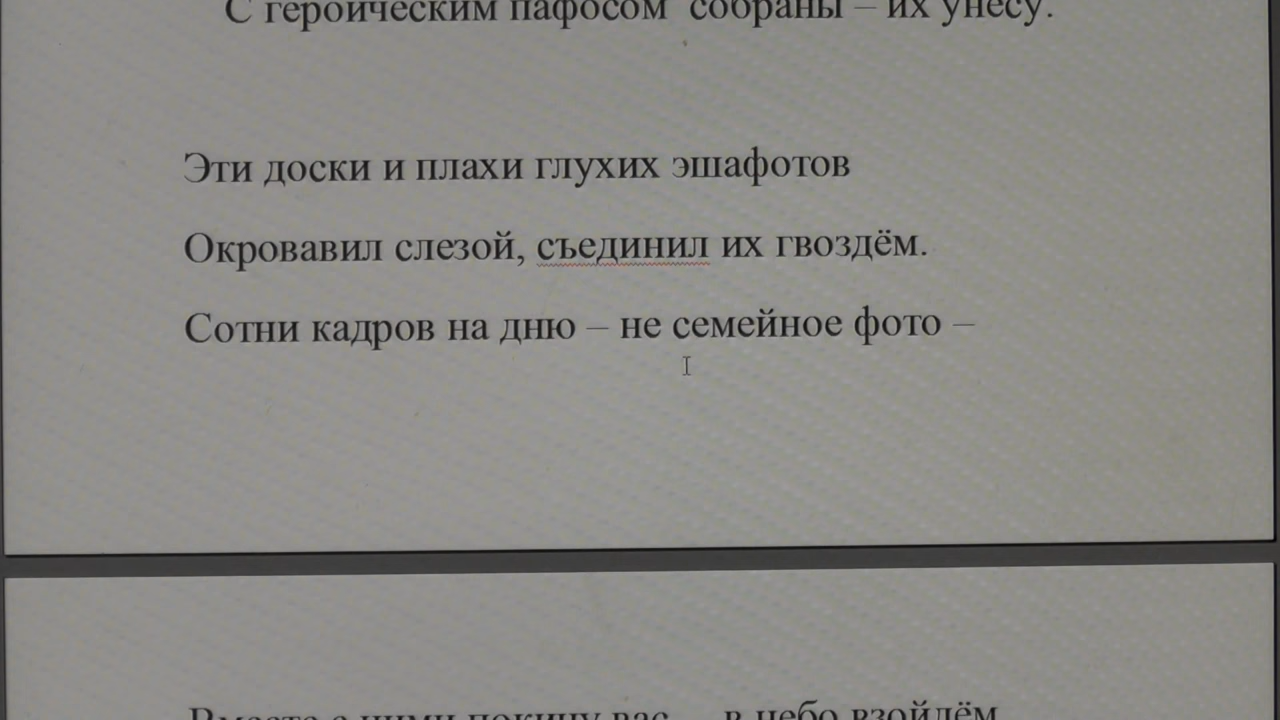 С героическим пафосом собраны – их унесу.
Эти доски и плахи глухих эшафотов
Окровавил слезой, съединил их гвоздём.
Сотни кадров на дню – не семейное фото –
Вместе с ними покину вас в небо взойдём